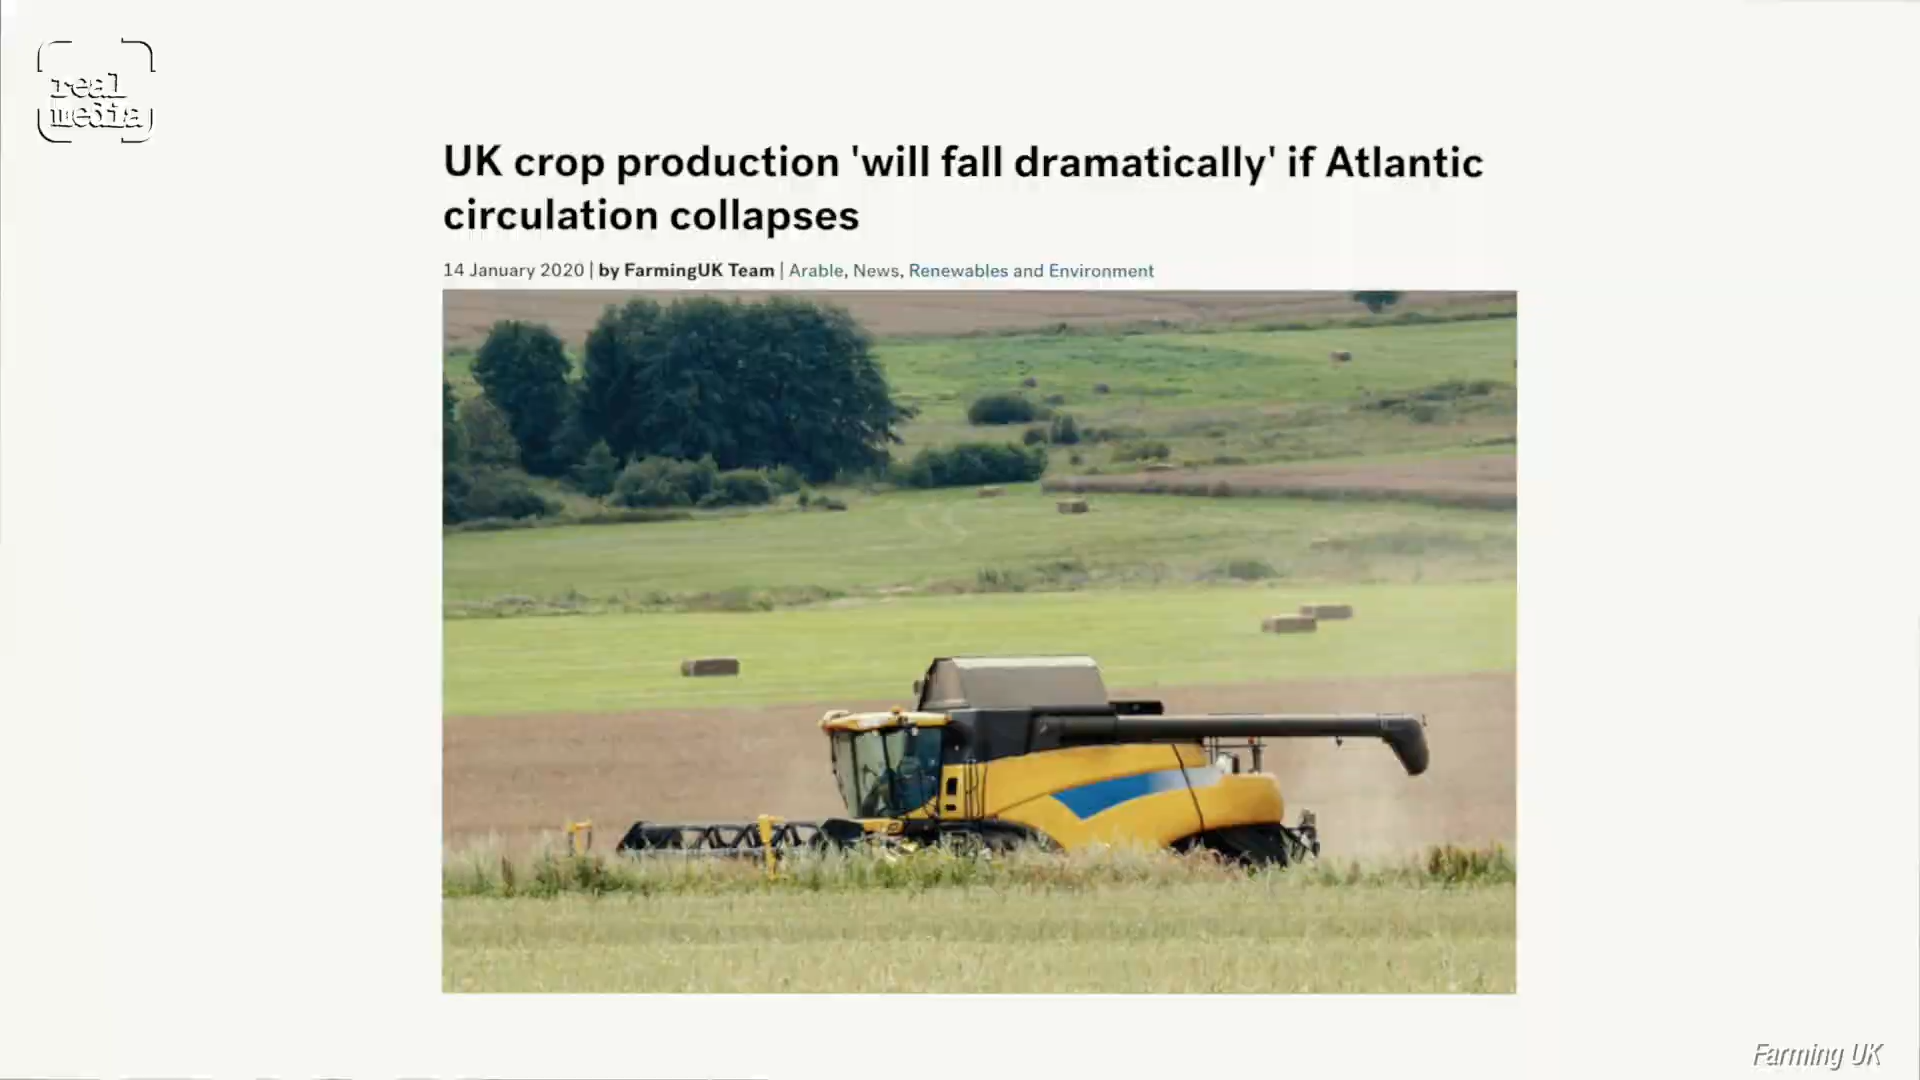 real
media
UK crop production 'will fall dramatically' if Atlantic
circulation collapses
14 January 2020 | by FarmingUK Team | Arable, News, Renewables and Environment
Farming UK